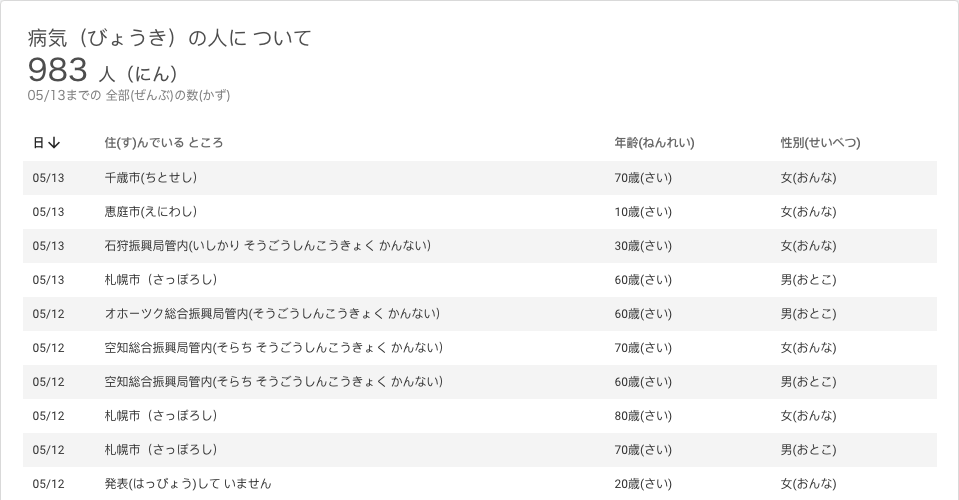 病気（びょうき）の人に ついて
983 人（にん）
05/13までの 全部(ぜんぶ)の数(かず)
日↓ 住(す)んでいる ところ 年齢(ねんれい) 性別(せいべつ)
05/13 千歳市(ちとせし） 70歳(さい) 女(おんな)
05/13 恵庭市(えにわし） 10歳(さい) 女(おんな)
05/13 石狩振興局管内(いしかり そうごうしんこうきょく かんない） 30歳(さい) 女(おんな)
05/13 札幌市（さっぽろし） 60歳(さい) 男(おとこ)
05/12 オホーツク総合振興局管内(そうごうしんこうきょく かんない） 60歳(さい) 男(おとこ)
05/12 空知総合振興局管内(そらち そうごうしんこうきょく かんない） 70歳(さい) 女(おんな)
05/12 空知総合振興局管内(そらち そうごうしんこうきょく かんない） 60歳(さい) 男(おとこ)
05/12 札幌市（さっぽろし） 80歳(さい) 女(おんな)
05/12 札幌市（さっぽろし） 70歳(さい) 男(おとこ)
05/12 発表(はっぴょう)して いません 20歳(さい) 女(おんな)